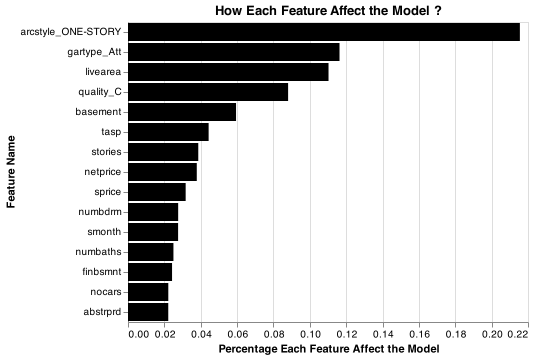 How Each Feature Affect the Model ?
arcstyle_ONE-STORY
gartype_Att
livearea
quality_C
basement
tasp
stories
netprice
sprice
numbdrm
smonth
numbaths
finbsmnt
nocars
abstrprd
Feature Name
0.00 0.02 0.04 0.06 0.08 0.10 0.12 0.14 0.16 0.18 0.20 0.22
Percentage Each Feature Affect the Model